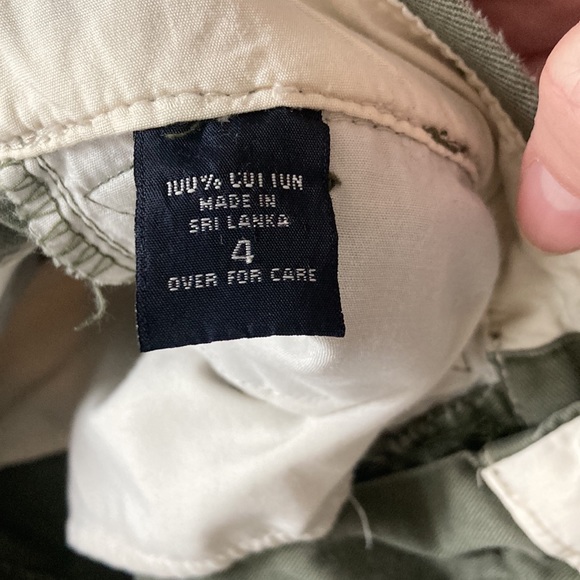 100% COTTON
MADE IN
SRI LANKA
4
OVER FOR CARE